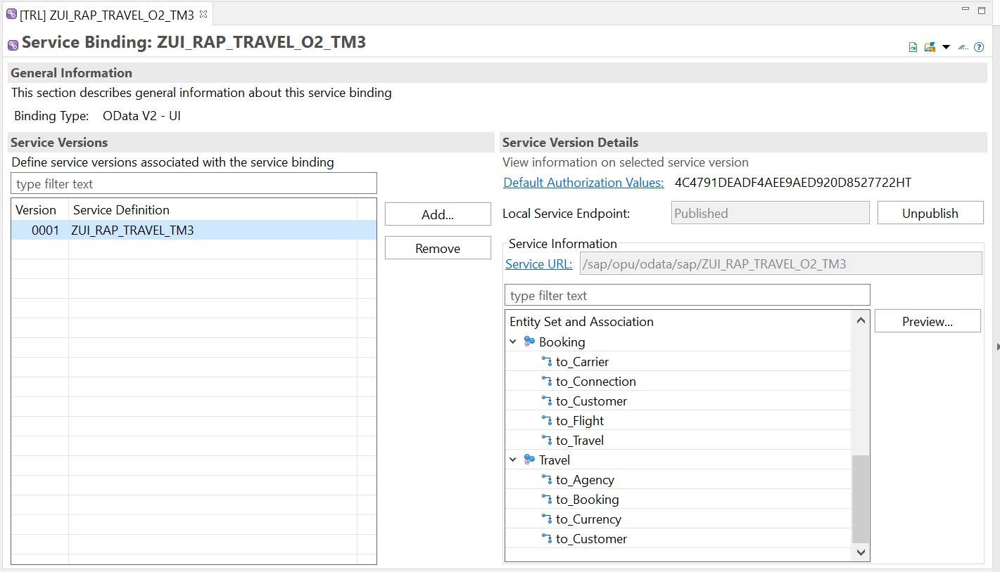 [TRL] ZUI_RAP_TRAVEL_O2_TM3
Service Binding: ZUI_RAP_TRAVEL_O2_TM3
General Information
This section describes general information about this service binding
Binding Type: OData V2 - UI
Service Versions
Define service versions associated with the service binding
type filter text
Version Service Definition
0001 ZUI_RAP_TRAVEL_TM3
Add...
Remove
Service Version Details
View information on selected service version
Default Authorization Values: 4C4791DEADF4AEE9AED920D8527722HT
Local Service Endpoint: Published Unpublish
Service Information
Service URL: /sap/opu/odata/sap/ZUI_RAP_TRAVEL_O2_TM3
type filter text
Entity Set and Association
Preview...
Booking
to_Carrier
to_Connection
to_Customer
to_Flight
to_Travel
Travel
to_Agency
to_Booking
to_Currency
to_Customer